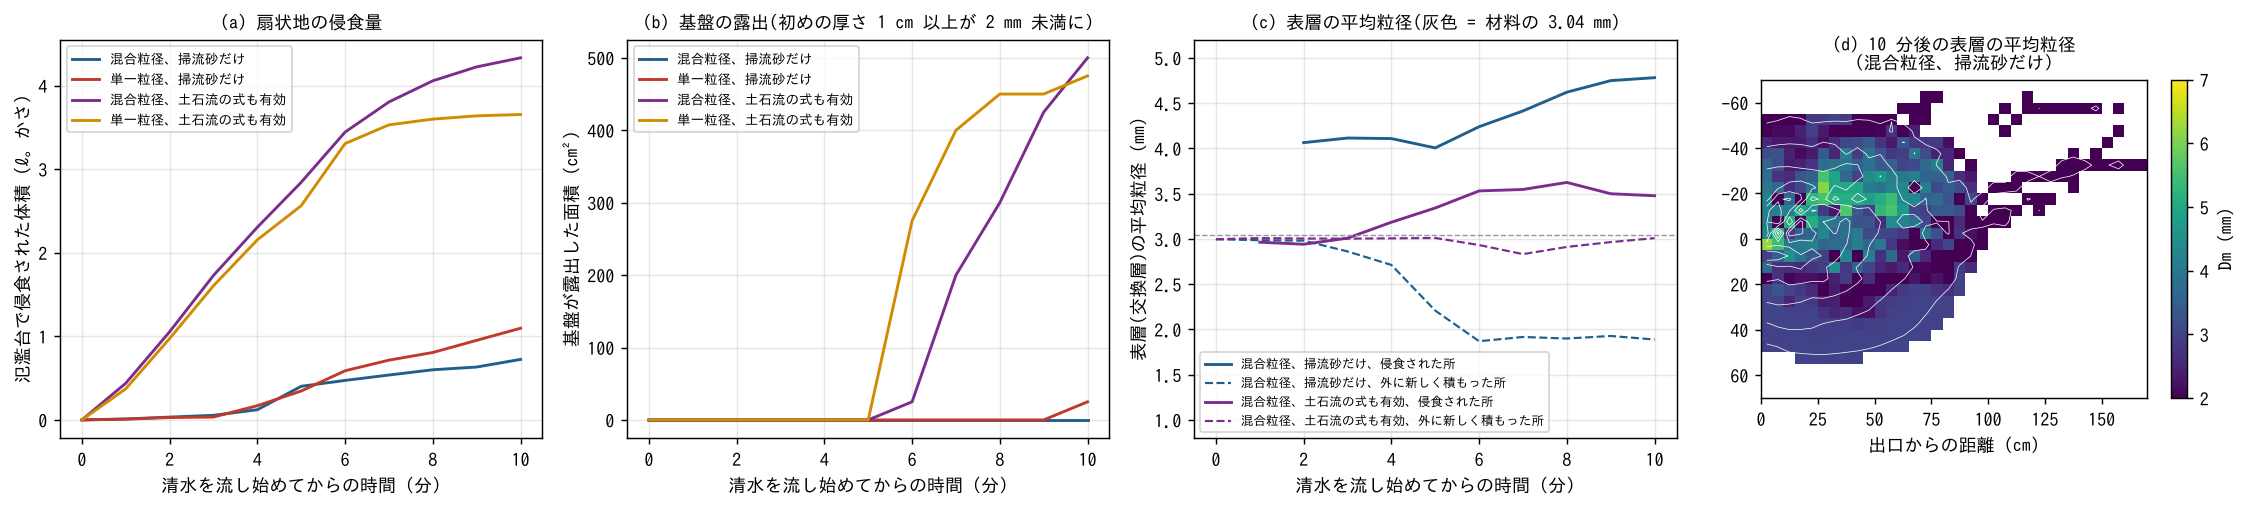 (a) 扇状地の侵食量
氾濫台で侵食された体積 (ℓ。かさ)
4
3
2
1
0
混合粒径、掃流砂だけ
単一粒径、掃流砂だけ
混合粒径、土石流の式も有効
単一粒径、土石流の式も有効
0 2 4 6 8 10
清水を流し始めてからの時間 (分)
(b) 基盤の露出(初めの厚さ 1 cm 以上が 2 mm 未満に)
基盤が露出した面積 (cm²)
500
400
300
200
100
0
混合粒径、掃流砂だけ
単一粒径、掃流砂だけ
混合粒径、土石流の式も有効
単一粒径、土石流の式も有効
0 2 4 6 8 10
清水を流し始めてからの時間 (分)
(c) 表層の平均粒径(灰色 = 材料の 3.04 mm)
表層(交換層)の平均粒径 (mm)
5.0
4.5
4.0
3.5
3.0
2.5
2.0
1.5
1.0
混合粒径、掃流砂だけ、侵食された所
混合粒径、掃流砂だけ、外に新しく積もった所
混合粒径、土石流の式も有効、侵食された所
混合粒径、土石流の式も有効、外に新しく積もった所
0 2 4 6 8 10
清水を流し始めてからの時間 (分)
(d) 10 分後の表層の平均粒径
(混合粒径、掃流砂だけ)
−60
−40
−20
0
20
40
60
0 25 50 75 100 125 150
出口からの距離 (cm)
7
6
5
4
3
2
Dm (mm)